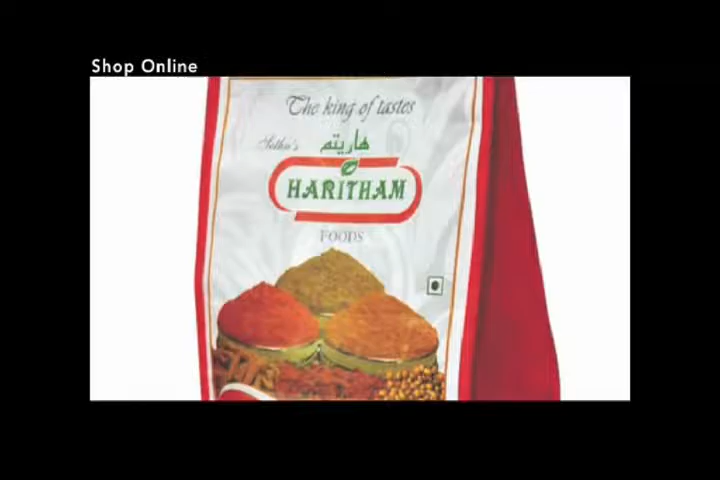 Shop Online
The king of tastes
هاريتم
HARITHAM
FOODS